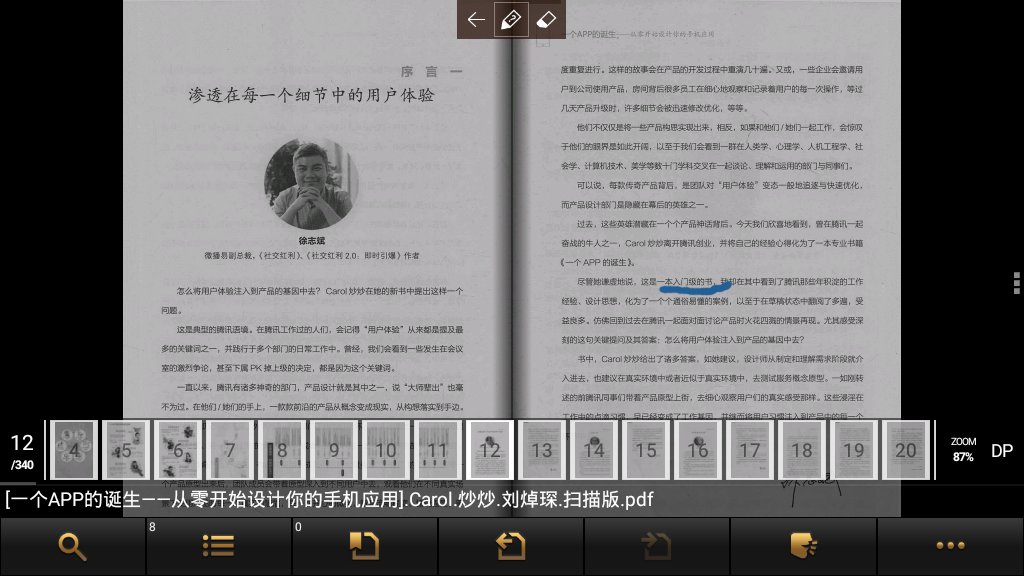 一个APP的诞生——从零开始设计你的手机应用
序 言 一
渗透在每一个细节中的用户体验
徐志斌
微播易副总裁,《社交红利》、《社交红利 2.0:即时引爆》作者
怎么将用户体验注入到产品的基因中去? Carol 炒炒在她的新书中提出这样一个
问题。
这是典型的腾讯语境。在腾讯工作过的人们,会记得“用户体验”从来都是提及最
多的关键词之一,并践行于多个部门的日常工作中。曾经,我们会看到一些发生在会议
室的激烈争论,甚至下属 PK 掉上级的决定,都是因为这个关键词。
一直以来,腾讯有诸多神奇的部门,产品设计就是其中之一,说“大师辈出”也毫
不为过。在他们 / 她们的手上,一款款前沿的产品从概念变成现实,从构想落实到手边。
度重复进行。这样的故事会在产品的开发过程中重演几十遍。又或,一些企业会邀请用
户到公司使用产品,房间背后很多员工在细心地观察和记录着用户的每一次操作,等过
几天产品升级时,许多细节会被迅速修改优化,等等。
他们不仅仅是将一些产品构思实现出来,相反,如果和他们 / 她们一起工作,会惊叹
于他们的眼界是如此开阔,以至于我们会看到一群在人类学、心理学、人机工程学、社
会学、计算机技术、美学等数十门学科交叉在一起谈论、理解和运用的部门与同事们。
可以说,每款传奇产品背后,是团队对“用户体验”变态一般地追逐与快速优化,
而产品设计部门是隐藏在幕后的英雄之一。
过去,这些英雄潜藏在一个个产品神话背后。今天我们欣喜地看到,曾在腾讯一起
奋战的牛人之一,Carol 炒炒离开腾讯创业,并将自己的经验心得化为了一本专业书籍
《一个 APP 的诞生》。
尽管她谦虚地说,这是一本入门级的书,我却在其中看到了腾讯那些年积淀的工作
经验、设计思想,化为了一个个通俗易懂的案例,以至于在草稿状态中翻阅了多遍,受
益良多。仿佛回到过去在腾讯一起面对面讨论产品时火花四溅的情景再现。尤其感受深
刻的这句关键提问及其答案:怎么将用户体验注入到产品的基因中去?
书中,Carol 炒炒给出了诸多答案,如她建议,设计师从制定和理解需求阶段就介
入进去,也建议在真实环境中或者近似于真实环境中,去测试服务概念原型。一如刚转
述的前腾讯同事们带着产品原型上街,去细心观察用户们的真实感受那样。这些浸淫在
工作中的点滴习惯,早已经变成了工作基因,并继而将用户习惯注入到产品中的每一个
12
/340
4 5 6 7 8 9 10 11 12 13 14 15 16 17 18 19 20
ZOOM
87%
DP
[一个APP的诞生——从零开始设计你的手机应用].Carol.炒炒.刘焯琛.扫描版.pdf
8
0